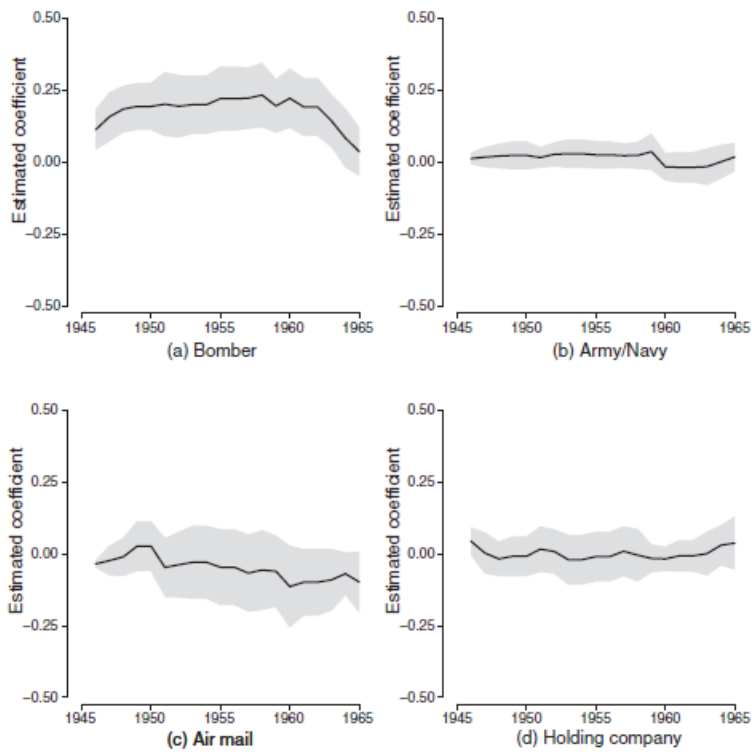 0.50
0.25
0.00
−0.25
−0.50
Estimated coefficient
1945 1950 1955 1960 1965
(a) Bomber
0.50
0.25
0.00
−0.25
−0.50
Estimated coefficient
1945 1950 1955 1960 1965
(b) Army/Navy
0.50
0.25
0.00
−0.25
−0.50
Estimated coefficient
1945 1950 1955 1960 1965
(c) Air mail
0.50
0.25
0.00
−0.25
−0.50
Estimated coefficient
1945 1950 1955 1960 1965
(d) Holding company